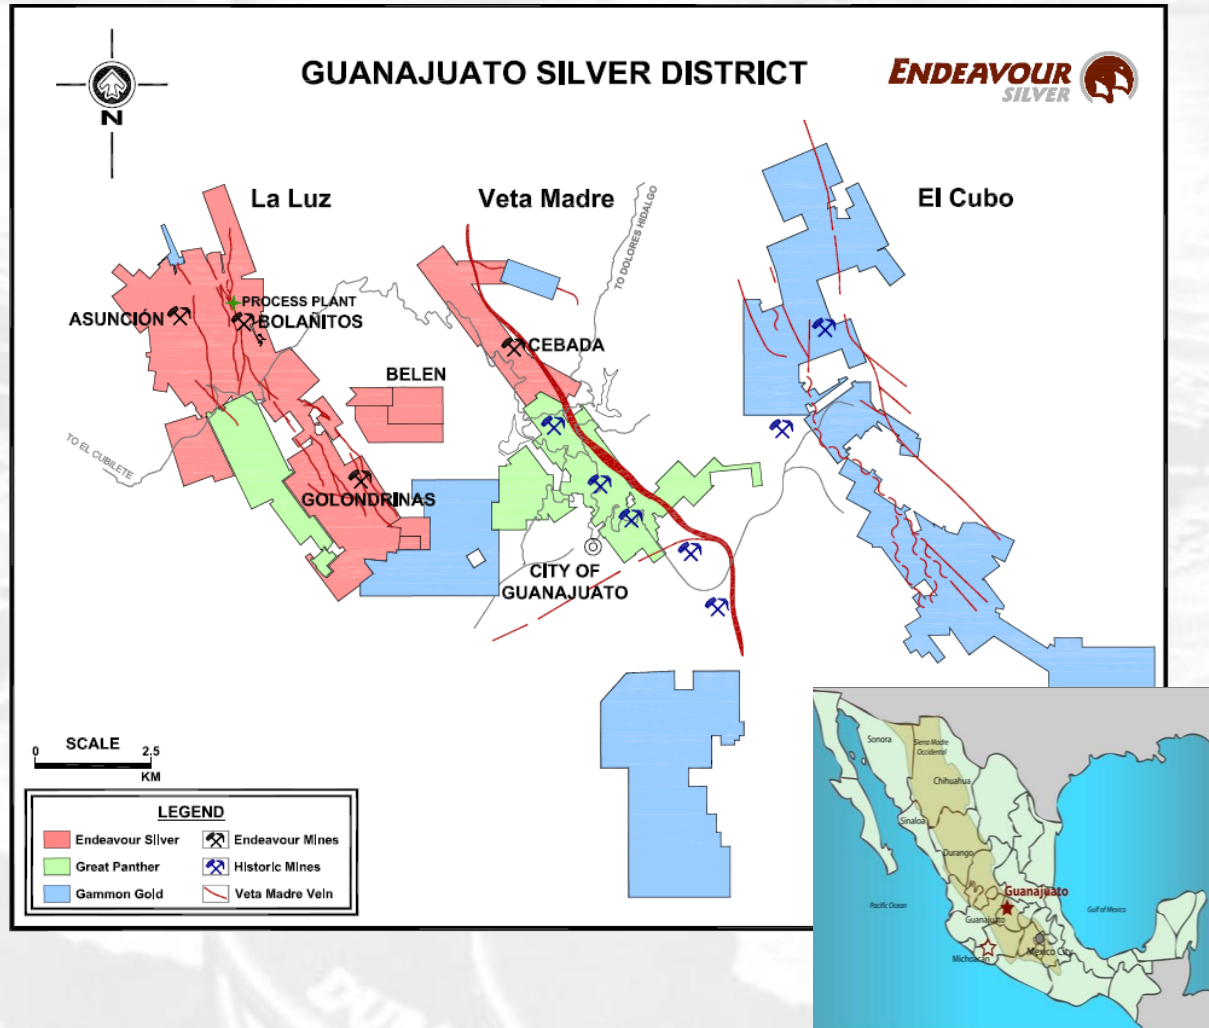 GUANAJUATO SILVER DISTRICT
ENDEAVOUR
SILVER
N
La Luz
Veta Madre
El Cubo
TO DOLORES HIDALGO
PROCESS PLANT
ASUNCIÓN
BOLAÑITOS
CEBADA
BELEN
TO EL CUBILETE
GOLONDRINAS
CITY OF
GUANAJUATO
SCALE
0 2.5
KM
LEGEND
Endeavour Silver
Endeavour Mines
Great Panther
Historic Mines
Gammon Gold
Veta Madre Vein
Sonora
Sierra Madre
Occidental
Chihuahua
Sinaloa
Durango
Guanajuato
Pacific Ocean
Gulf of Mexico
Guanajuato
Mexico City
Michoacán